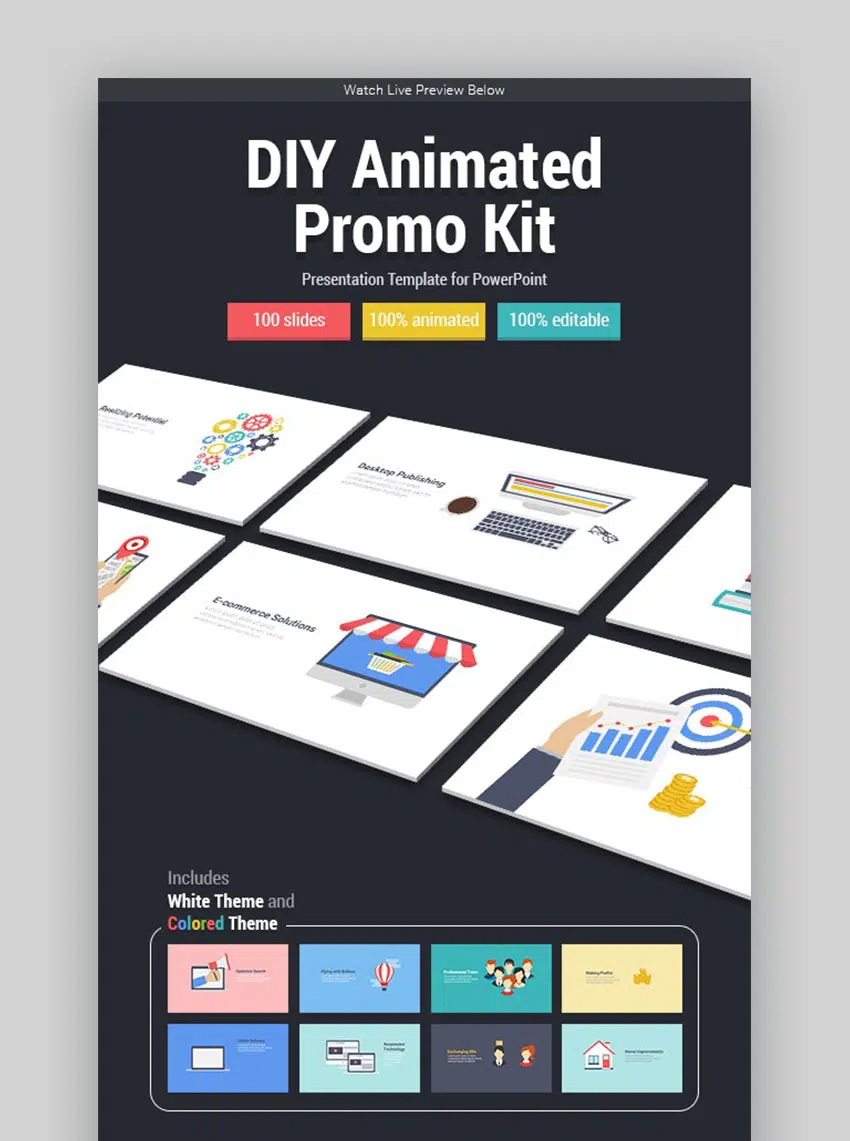 Watch Live Preview Below
DIY Animated
Promo Kit
Presentation Template for PowerPoint
100 slides
100% animated
100% editable
Realizing Potential
Desktop Publishing
E-commerce Solutions
Includes
White Theme and
Colored Theme
Optimize Search
Flying with Balloon
Professional Team
Making Profits
Responsive
Technology
Exchanging Bits
Home Improvements